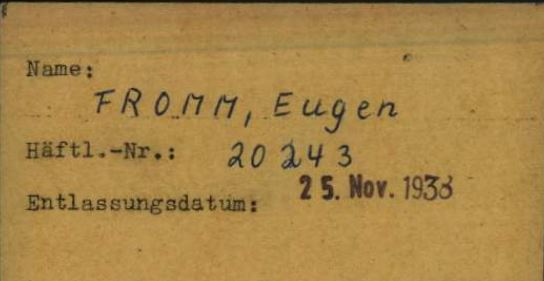 Name:
FROMM, Eugen
Häftl.-Nr.: 20243
Entlassungsdatum: 25. Nov. 1938